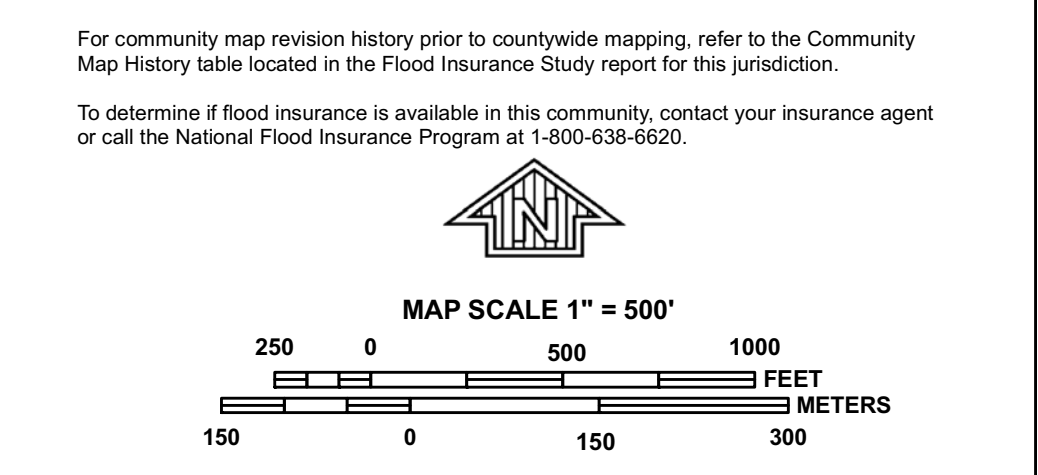 For community map revision history prior to countywide mapping, refer to the Community
Map History table located in the Flood Insurance Study report for this jurisdiction.
To determine if flood insurance is available in this community, contact your insurance agent
or call the National Flood Insurance Program at 1-800-638-6620.
N
MAP SCALE 1" = 500'
250 0 500 1000
FEET
METERS
150 0 150 300